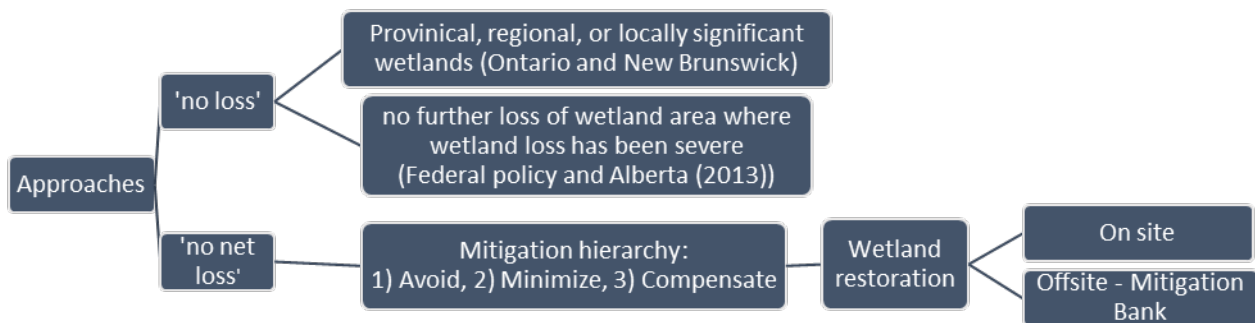 Provinical, regional, or locally significant
wetlands (Ontario and New Brunswick)
'no loss'
no further loss of wetland area where
wetland loss has been severe
(Federal policy and Alberta (2013))
Approaches
'no net
loss'
Mitigation hierarchy:
1) Avoid, 2) Minimize, 3) Compensate
Wetland
restoration
On site
Offsite - Mitigation
Bank